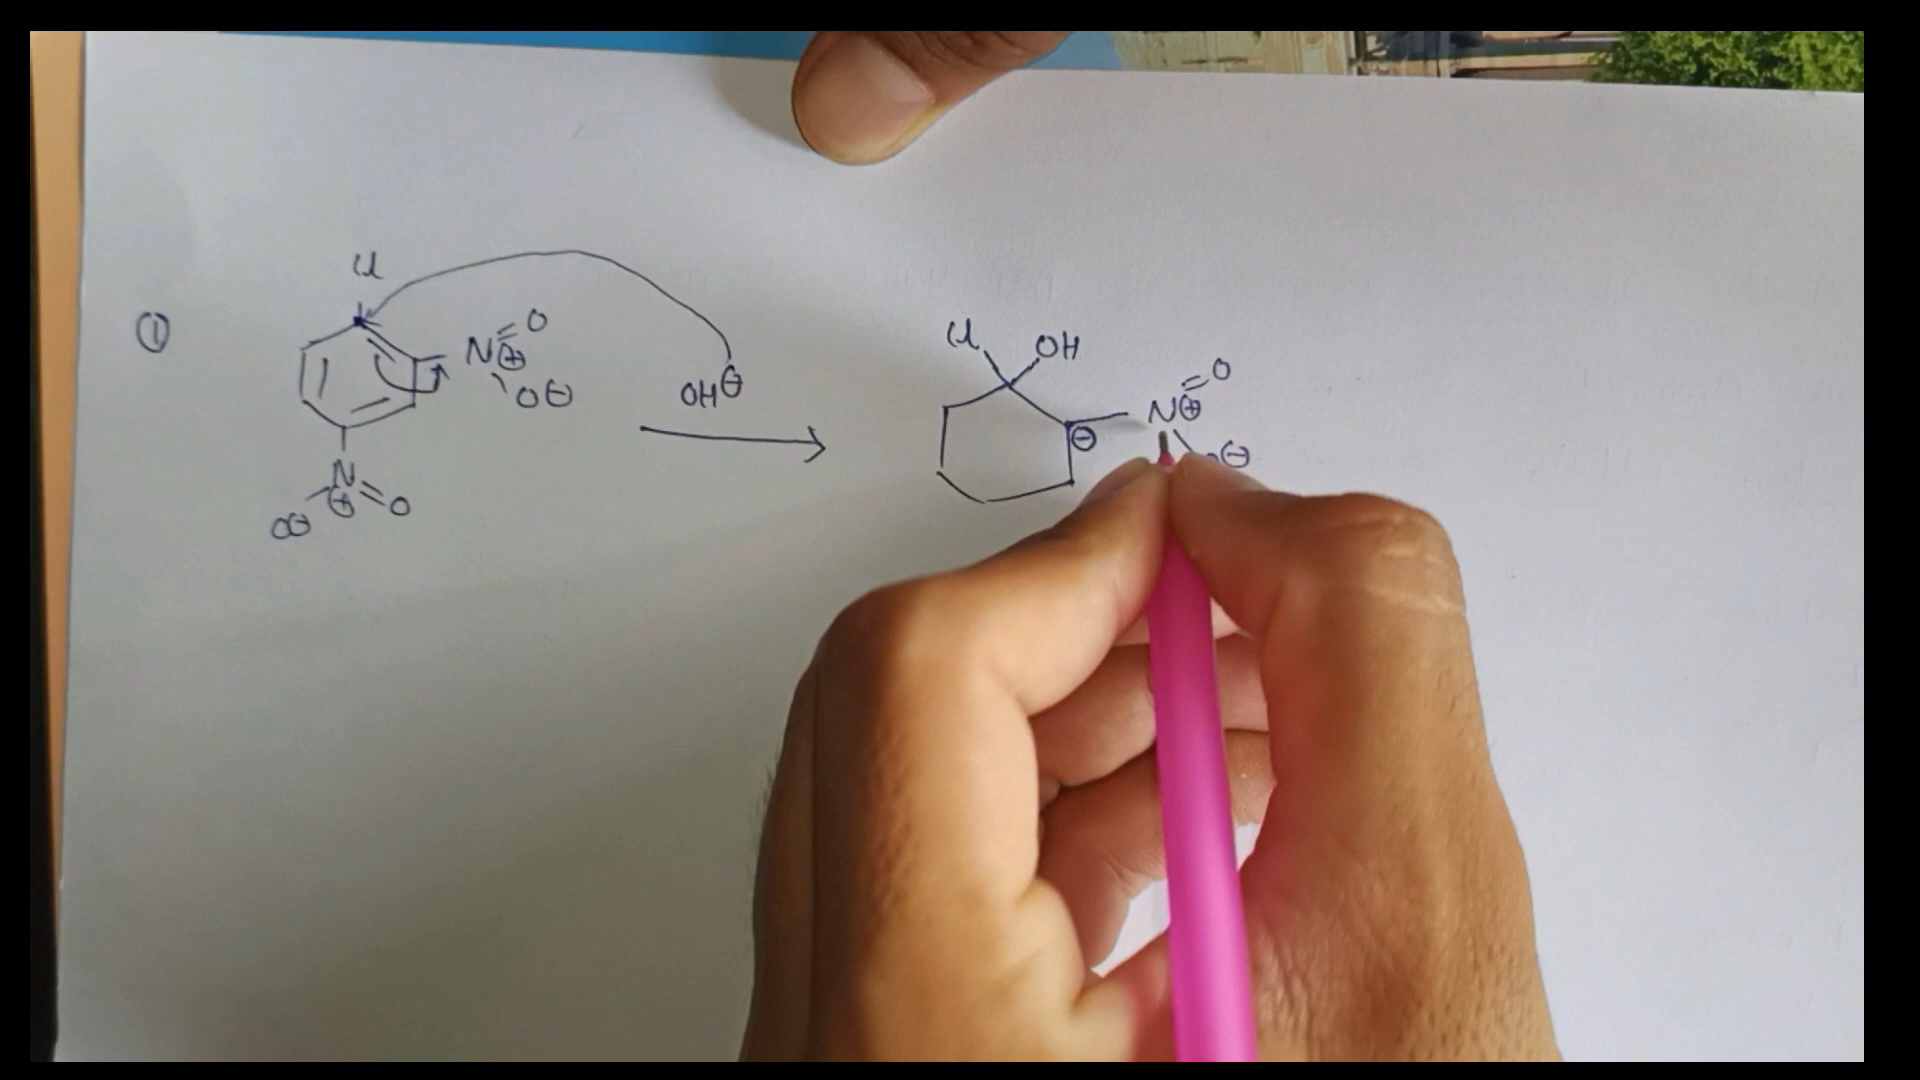 ①
Cl
N⊕ = O
O⊖
N⊕ = O
O⊖
OH⊖
Cl OH
⊖ N⊕ = O
⊖